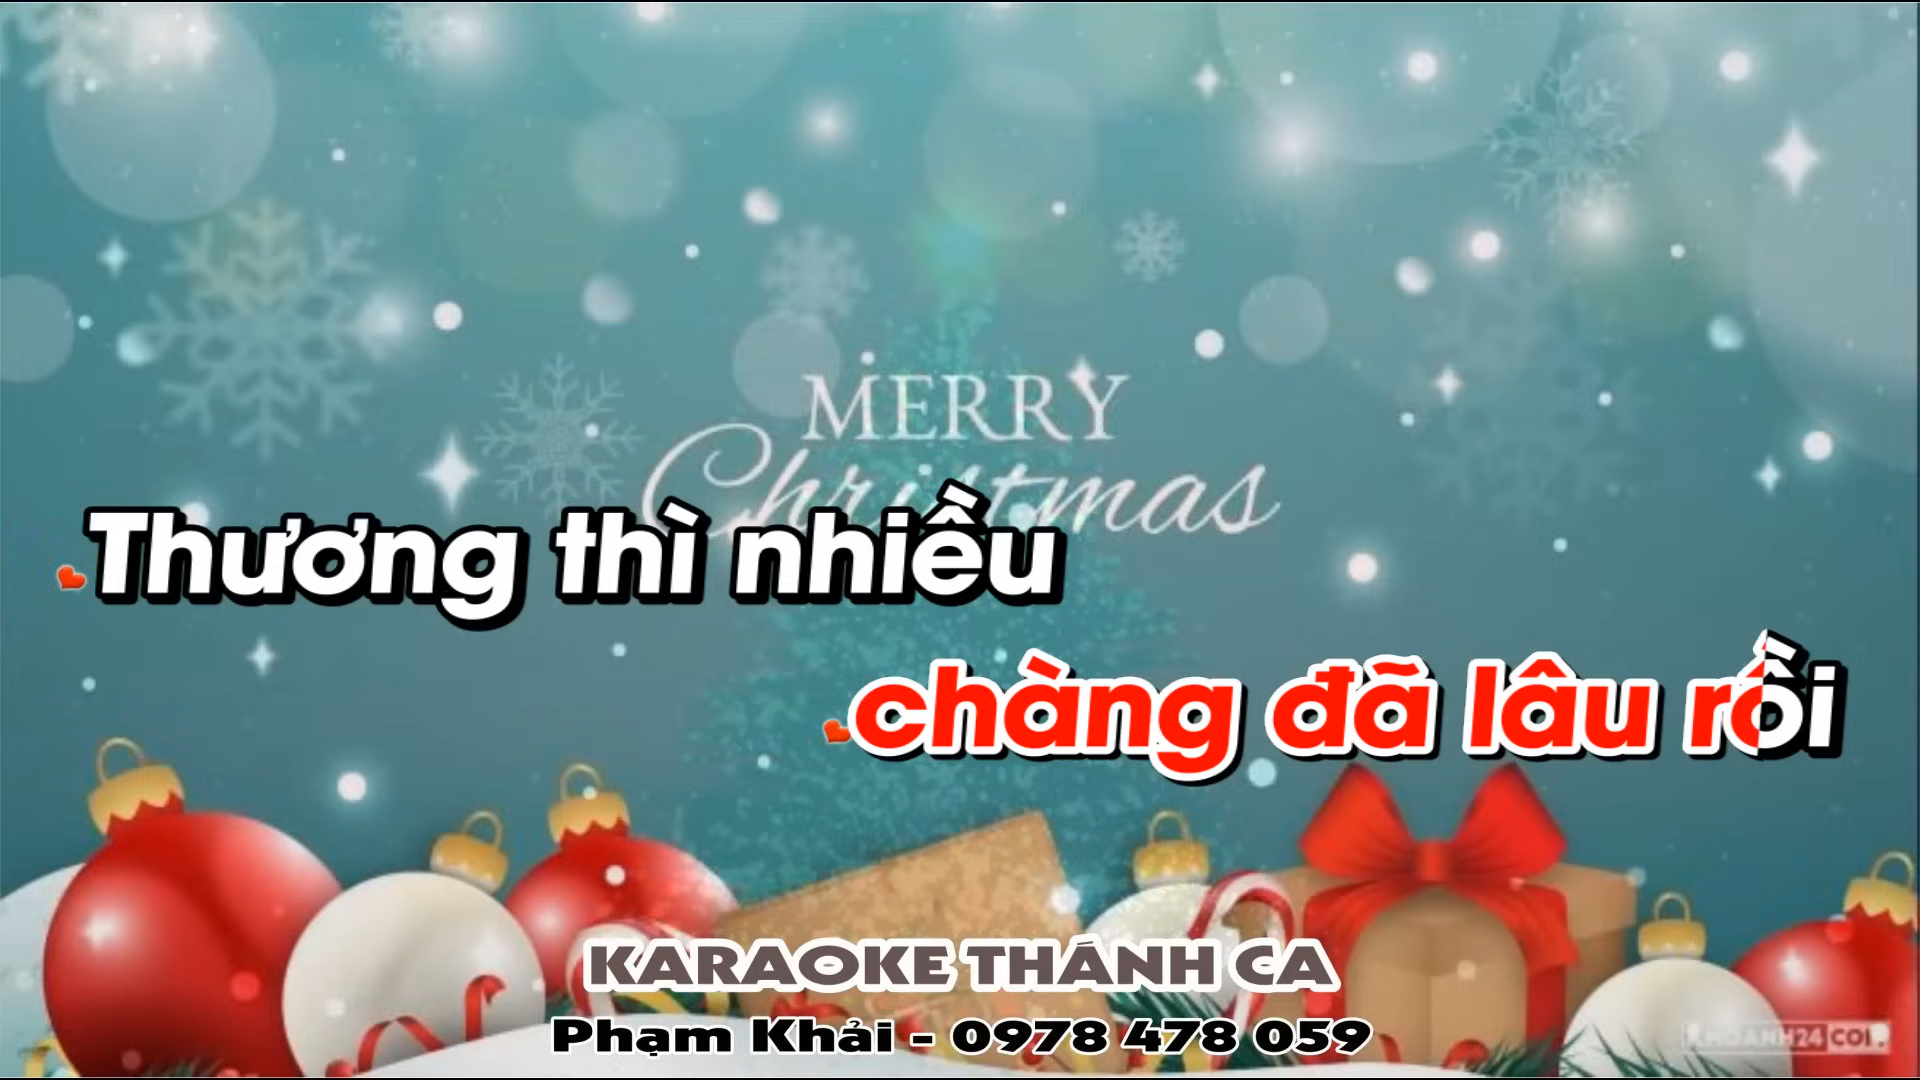 MERRY
Christmas
Thương thì nhiều
chàng đã lâu rồi
KARAOKE THÁNH CA
Phạm Khải - 0978 478 059